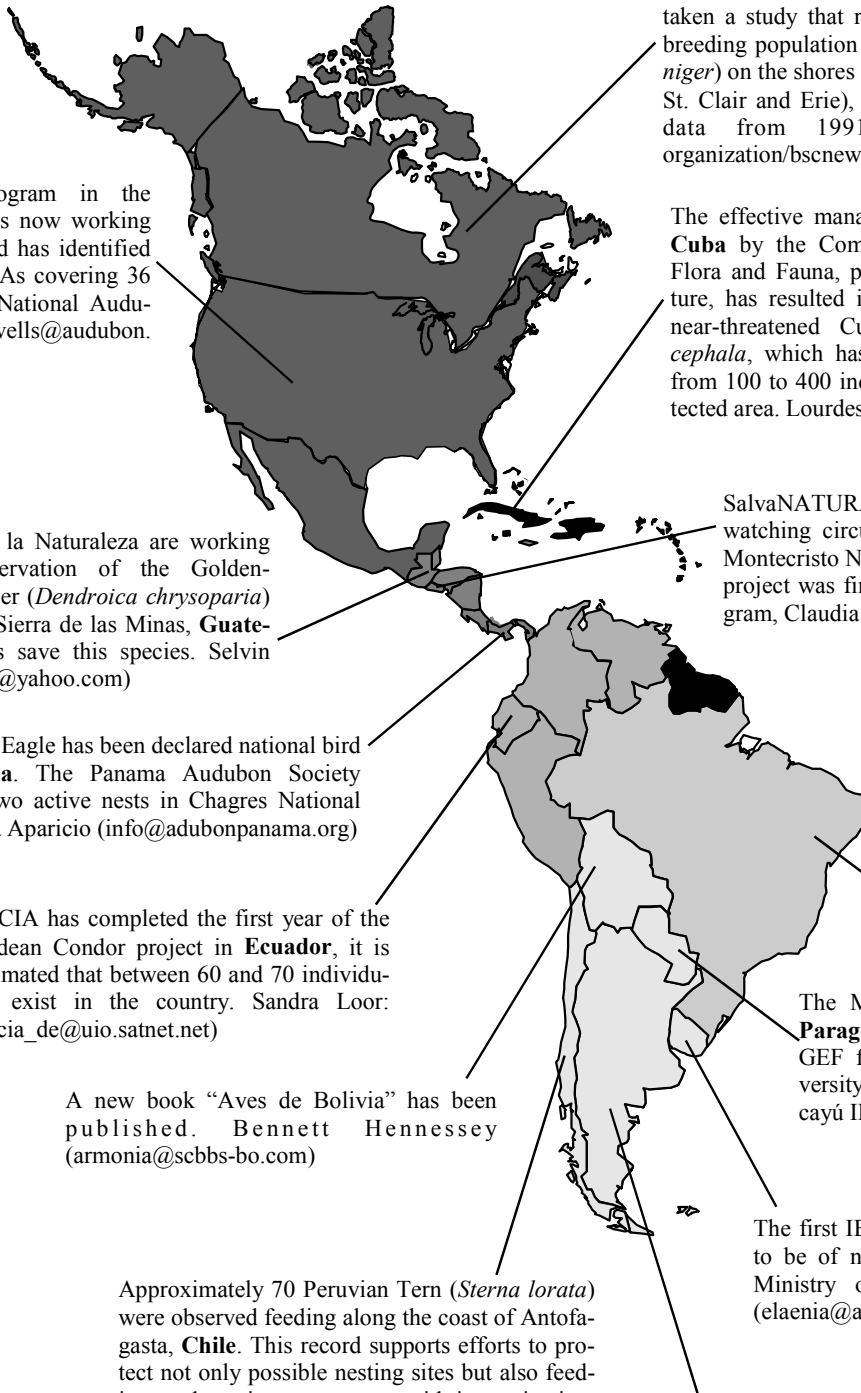 taken a study that r
breeding population
niger) on the shores
St. Clair and Erie),
data from 1991
organization/bscnew
ogram in the
s now working
d has identified
As covering 36
National Audu-
wells@audubon.
The effective mana
Cuba by the Com
Flora and Fauna, p
ture, has resulted i
near-threatened Cu
cephala, which has
from 100 to 400 ind
tected area. Lourdes
SalvaNATURA
watching circu
Montecristo N
project was fin
gram, Claudia
la Naturaleza are working
ervation of the Golden-
er (Dendroica chrysoparia)
Sierra de las Minas, Guate-
s save this species. Selvin
@yahoo.com)
Eagle has been declared national bird
a. The Panama Audubon Society
wo active nests in Chagres National
Aparicio (info@adubonpanama.org)
CIA has completed the first year of the
dean Condor project in Ecuador, it is
imated that between 60 and 70 individu-
exist in the country. Sandra Loor:
cia_de@uio.satnet.net)
The M
Parag
GEF f
versity
cayú IB
A new book “Aves de Bolivia” has been
published. Bennett Hennessey
(armonia@scbbs-bo.com)
The first IB
to be of n
Ministry o
(elaenia@a
Approximately 70 Peruvian Tern (Sterna lorata)
were observed feeding along the coast of Antofa-
gasta, Chile. This record supports efforts to pro-
tect not only possible nesting sites but also feed-